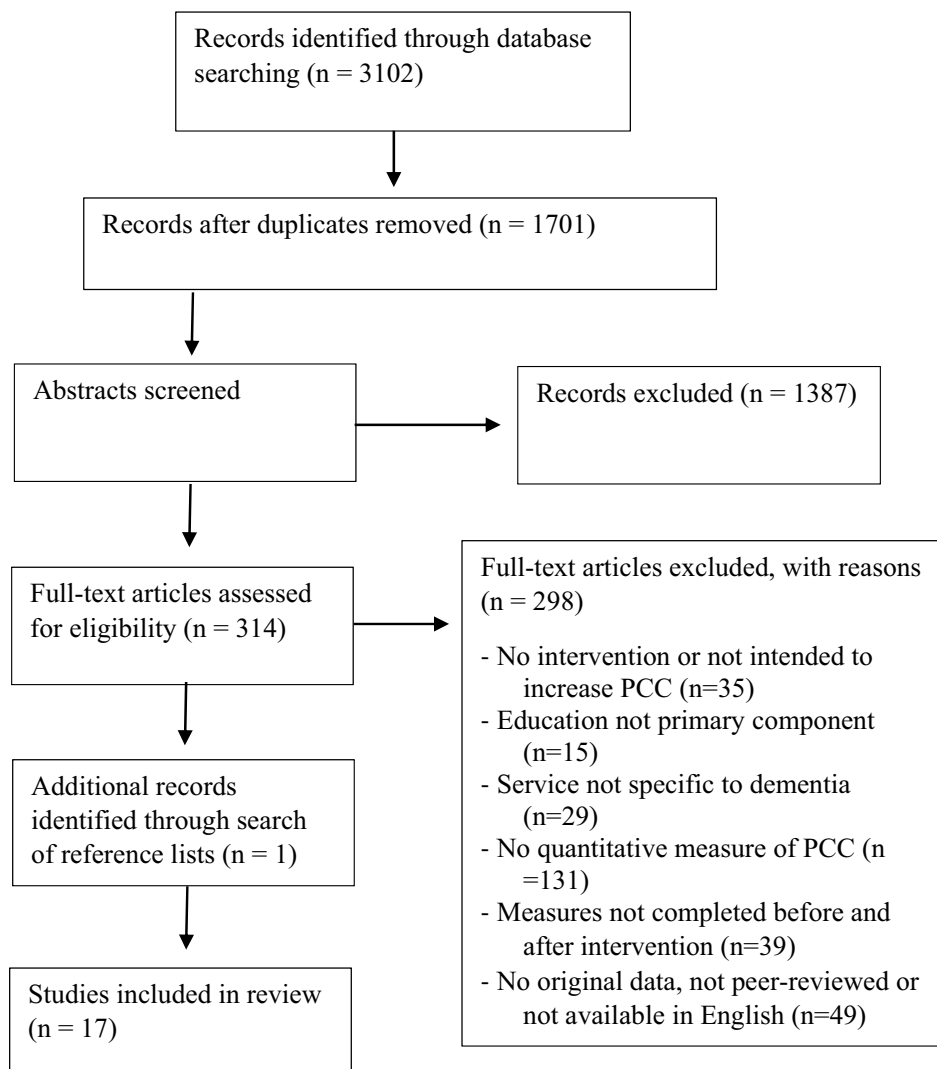 Records identified through database
searching (n = 3102)
Records after duplicates removed (n = 1701)
Abstracts screened
Records excluded (n = 1387)
Full-text articles assessed
for eligibility (n = 314)
Full-text articles excluded, with reasons
(n = 298)
- No intervention or not intended to
increase PCC (n=35)
- Education not primary component
(n=15)
- Service not specific to dementia
(n=29)
- No quantitative measure of PCC (n
=131)
- Measures not completed before and
after intervention (n=39)
- No original data, not peer-reviewed or
not available in English (n=49)
Additional records
identified through search
of reference lists (n = 1)
Studies included in review
(n = 17)